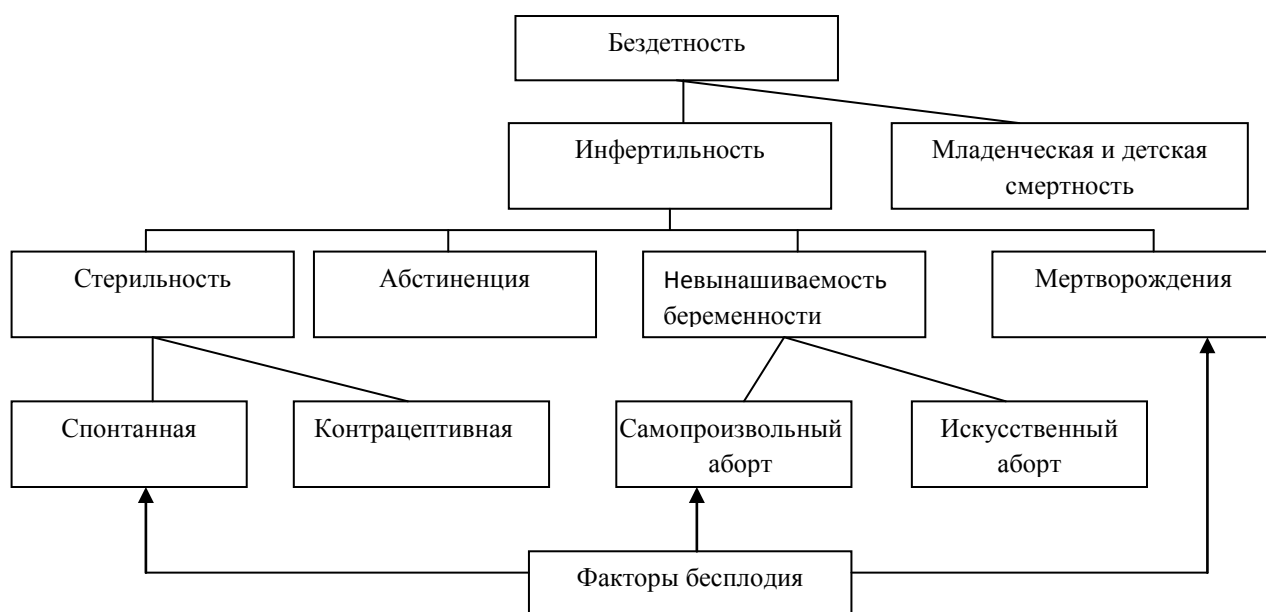 Бездетность
Инфертильность
Младенческая и детская
смертность
Стерильность
Абстиненция
Невынашиваемость
беременности
Мертворождения
Спонтанная
Контрацептивная
Самопроизвольный
аборт
Искусственный
аборт
Факторы бесплодия